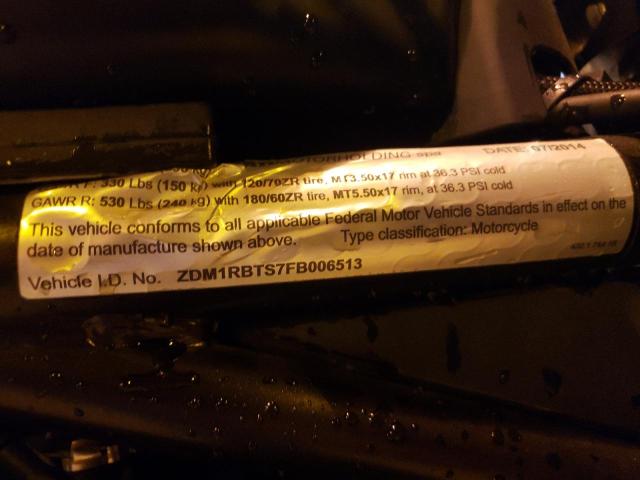 MOTORHOLDING spa DATE: 07/2014
GAWR F: 330 Lbs (150 kg) with 120/70ZR tire, MT3.50x17 rim at 36.3 PSI cold
GAWR R: 530 Lbs (240 kg) with 180/60ZR tire, MT5.50x17 rim, at 36.3 PSI cold
This vehicle conforms to all applicable Federal Motor Vehicle Standards in effect on the
date of manufacture shown above. Type classification: Motorcycle
Vehicle I.D. No. ZDM1RBTS7FB006513